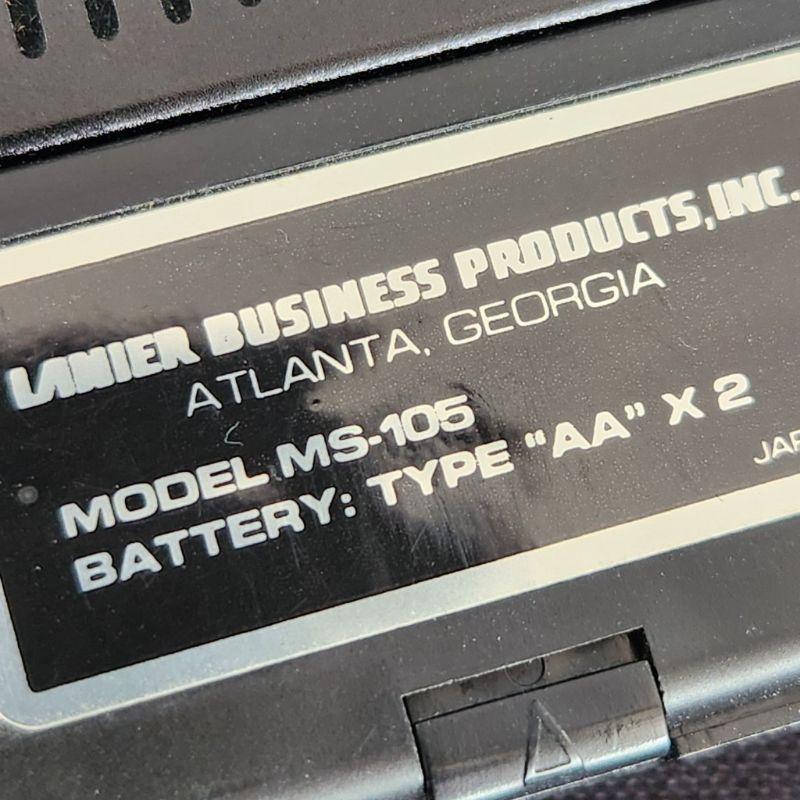 LANIER BUSINESS PRODUCTS, INC.
ATLANTA, GEORGIA
MODEL MS-105
BATTERY: TYPE "AA" X 2